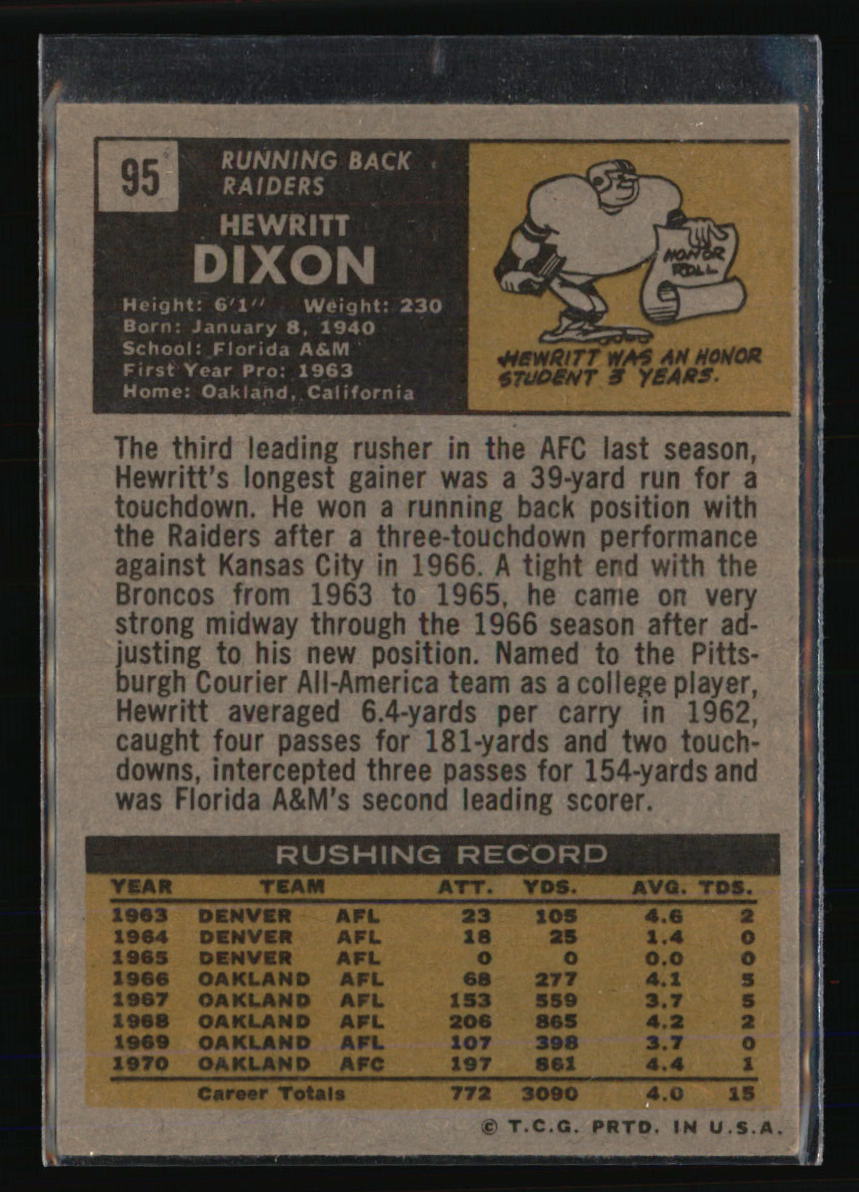 95
RUNNING BACK
RAIDERS
HEWRITT
DIXON
Height: 6'1" Weight: 230
Born: January 8, 1940
School: Florida A&M
First Year Pro: 1963
Home: Oakland, California
HONOR
ROLL
HEWRITT WAS AN HONOR
STUDENT 3 YEARS.
The third leading rusher in the AFC last season,
Hewritt's longest gainer was a 39-yard run for a
touchdown. He won a running back position with
the Raiders after a three-touchdown performance
against Kansas City in 1966. A tight end with the
Broncos from 1963 to 1965, he came on very
strong midway through the 1966 season after ad-
justing to his new position. Named to the Pitts-
burgh Courier All-America team as a college player,
Hewritt averaged 6.4-yards per carry in 1962,
caught four passes for 181-yards and two touch-
downs, intercepted three passes for 154-yards and
was Florida A&M's second leading scorer.
RUSHING RECORD
YEAR TEAM ATT. YDS. AVG. TDS.
1963 DENVER AFL 23 105 4.6 2
1964 DENVER AFL 18 25 1.4 0
1965 DENVER AFL 0 0 0.0 0
1966 OAKLAND AFL 68 277 4.1 5
1967 OAKLAND AFL 153 559 3.7 5
1968 OAKLAND AFL 206 865 4.2 2
1969 OAKLAND AFL 107 398 3.7 0
1970 OAKLAND AFC 197 861 4.4 1
Career Totals 772 3090 4.0 15
© T.C.G. PRTD. IN U.S.A.